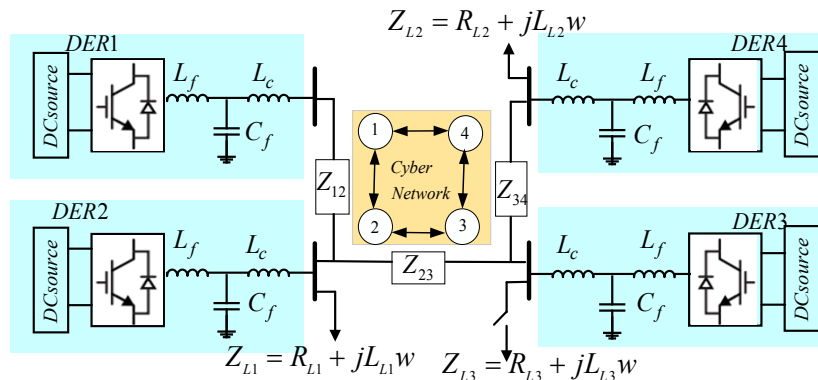 Z_{L2} = R_{L2} + jL_{L2}w
DER1
DCsource
L_f
L_c
C_f
DER4
L_c
L_f
C_f
DCsource
1
4
Cyber
Network
2
3
Z_{12}
Z_{34}
Z_{23}
DER2
DCsource
L_f
L_c
C_f
DER3
L_c
L_f
C_f
DCsource
Z_{L1} = R_{L1} + jL_{L1}w
Z_{L3} = R_{L3} + jL_{L3}w